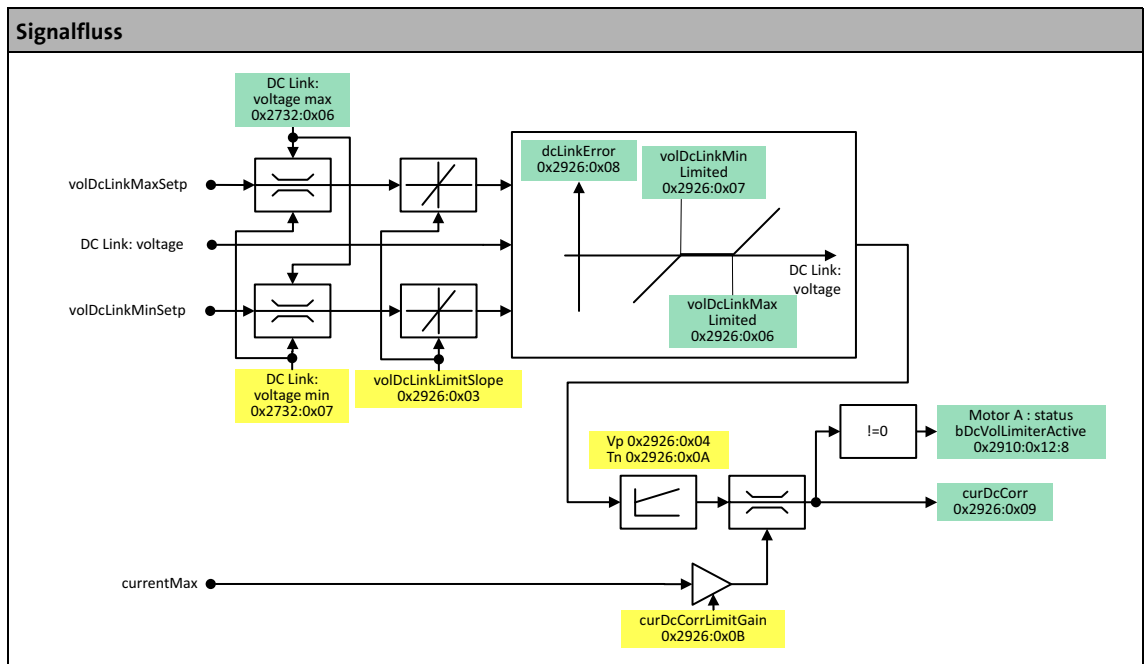 Signalfluss
DC Link:
voltage max
0x2732:0x06
volDcLinkMaxSetp
DC Link: voltage
volDcLinkMinSetp
DC Link:
voltage min
0x2732:0x07
volDcLinkLimitSlope
0x2926:0x03
dcLinkError
0x2926:0x08
volDcLinkMin
Limited
0x2926:0x07
DC Link:
voltage
volDcLinkMax
Limited
0x2926:0x06
Vp 0x2926:0x04
Tn 0x2926:0x0A
!=0
Motor A : status
bDcVolLimiterActive
0x2910:0x12:8
curDcCorr
0x2926:0x09
currentMax
curDcCorrLimitGain
0x2926:0x0B